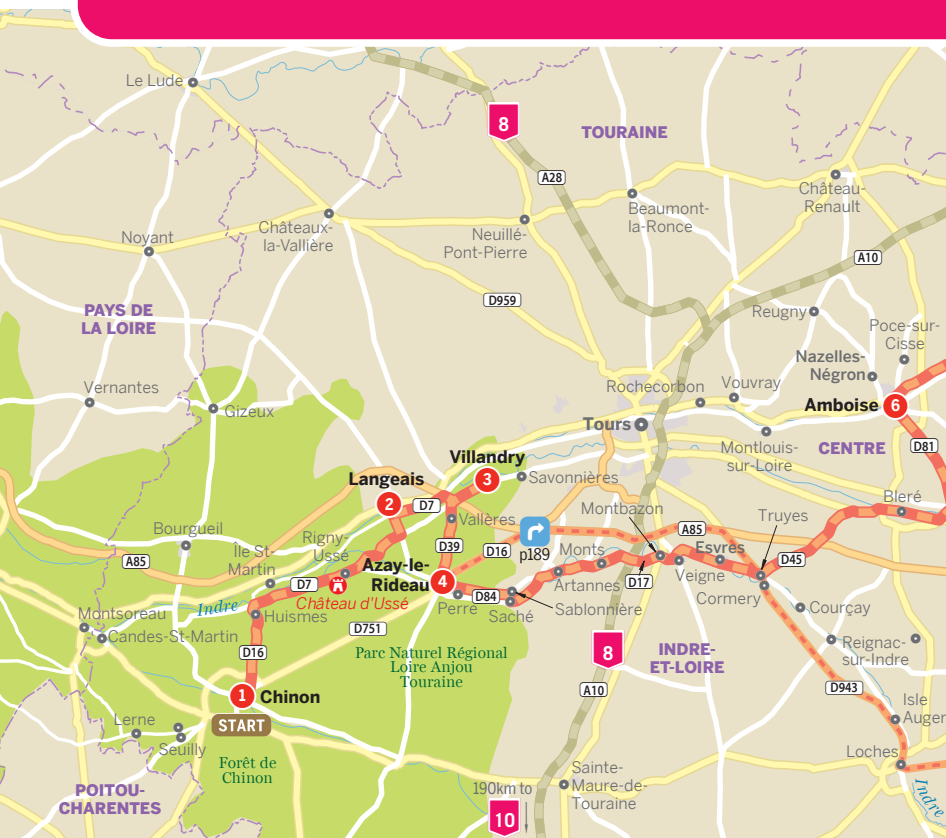 Le Lude
8
TOURAINE
A28
Château-
Renault
Beaumont-
la-Ronce
Châteaux-
la-Vallière
Neuillé-
Pont-Pierre
Noyant
A10
D959
PAYS DE
LA LOIRE
Reugny
Poce-sur-
Cisse
Nazelles-
Négron
Vernantes
Gizeux
Rochecorbon
Vouvray
Amboise
6
Tours
Montlouis-
sur-Loire
CENTRE
D81
Villandry
3
Savonnières
Langeais
2
D7
Bleré
Montbazon
Truyes
Vallères
Bourgueil
Rigny-
Ussé
A85
p189
D39
D16
Monts
Esvres
A85
Île St-
Martin
D7
Azay-le-
Rideau
4
D45
Château d'Ussé
Perré
D84
Artannes
D17
Veigne
Cormery
Indre
Huismes
Saché
Sablonnière
Courçay
Montsoreau
Candes-St-Martin
D751
D16
Parc Naturel Régional
Loire Anjou
Touraine
8
INDRE-
ET-LOIRE
Reignac-
sur-Indre
1
Chinon
START
A10
D943
Isle
Auger
Lerne
Seuilly
Loches
Forêt de
Chinon
POITOU-
CHARENTES
190km to
10
Sainte-
Maure-de-
Touraine
Indre